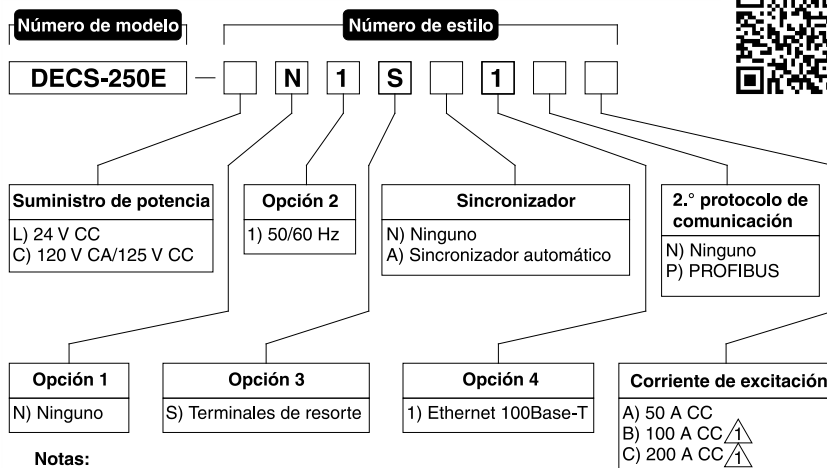 Número de modelo
Número de estilo
DECS-250E — N 1 S 1
Suministro de potencia
L) 24 V CC
C) 120 V CA/125 V CC
Opción 2
1) 50/60 Hz
Sincronizador
N) Ninguno
A) Sincronizador automático
2.° protocolo de
comunicación
N) Ninguno
P) PROFIBUS
Opción 1
N) Ninguno
Opción 3
S) Terminales de resorte
Opción 4
1) Ethernet 100Base-T
Corriente de excitación
A) 50 A CC
B) 100 A CC 1
C) 200 A CC 1
Notas: